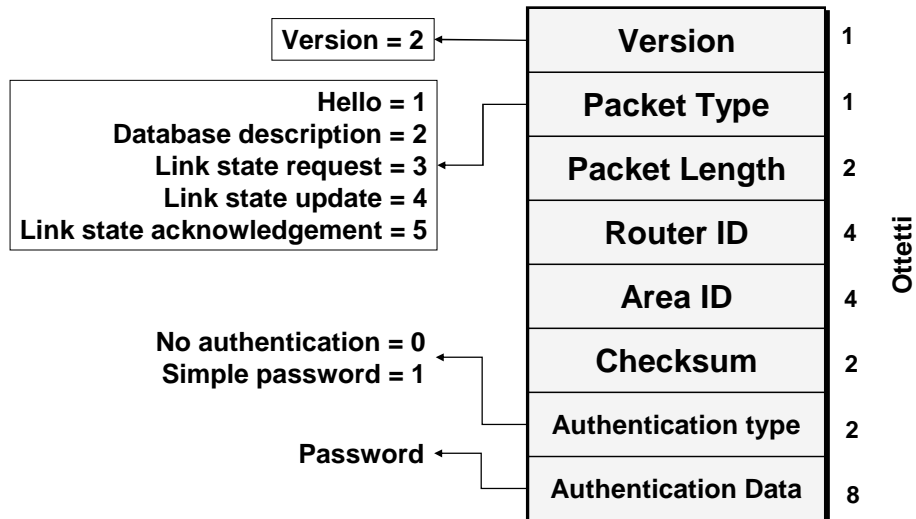 Version = 2
Version
1
Hello = 1
Database description = 2
Link state request = 3
Link state update = 4
Link state acknowledgement = 5
Packet Type
1
Packet Length
2
Router ID
4
Area ID
4
Ottetti
No authentication = 0
Simple password = 1
Checksum
2
Authentication type
2
Password
Authentication Data
8